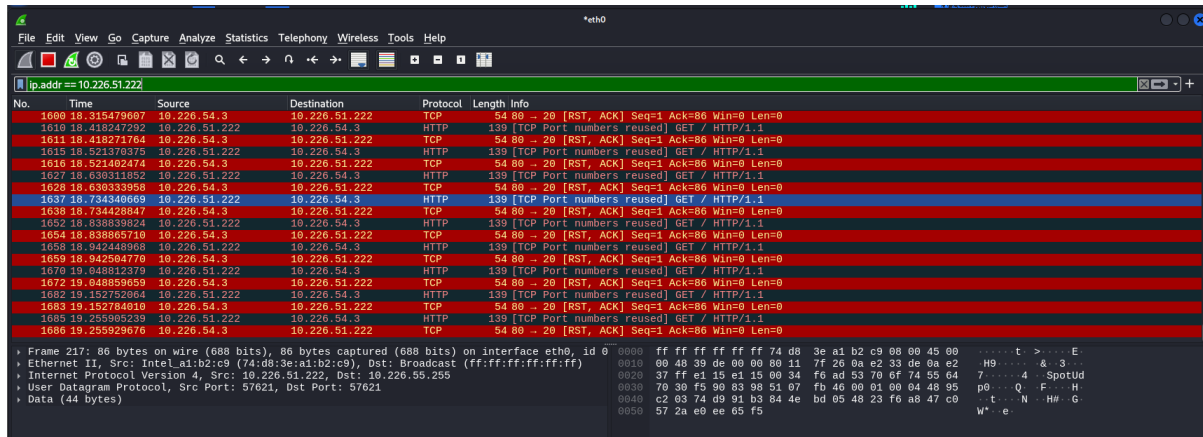 *eth0
File Edit View Go Capture Analyze Statistics Telephony Wireless Tools Help
ip.addr == 10.226.51.222
No. Time Source Destination Protocol Length Info
1600 18.315479607 10.226.54.3 10.226.51.222 TCP 54 80 → 20 [RST, ACK] Seq=1 Ack=86 Win=0 Len=0
1610 18.418247292 10.226.51.222 10.226.54.3 HTTP 139 [TCP Port numbers reused] GET / HTTP/1.1
1611 18.418271764 10.226.54.3 10.226.51.222 TCP 54 80 → 20 [RST, ACK] Seq=1 Ack=86 Win=0 Len=0
1615 18.521370375 10.226.51.222 10.226.54.3 HTTP 139 [TCP Port numbers reused] GET / HTTP/1.1
1616 18.521402474 10.226.54.3 10.226.51.222 TCP 54 80 → 20 [RST, ACK] Seq=1 Ack=86 Win=0 Len=0
1627 18.630311852 10.226.51.222 10.226.54.3 HTTP 139 [TCP Port numbers reused] GET / HTTP/1.1
1628 18.630333958 10.226.54.3 10.226.51.222 TCP 54 80 → 20 [RST, ACK] Seq=1 Ack=86 Win=0 Len=0
1637 18.734340669 10.226.51.222 10.226.54.3 HTTP 139 [TCP Port numbers reused] GET / HTTP/1.1
1638 18.734428847 10.226.54.3 10.226.51.222 TCP 54 80 → 20 [RST, ACK] Seq=1 Ack=86 Win=0 Len=0
1652 18.838839824 10.226.51.222 10.226.54.3 HTTP 139 [TCP Port numbers reused] GET / HTTP/1.1
1654 18.838865710 10.226.54.3 10.226.51.222 TCP 54 80 → 20 [RST, ACK] Seq=1 Ack=86 Win=0 Len=0
1658 18.942448968 10.226.51.222 10.226.54.3 HTTP 139 [TCP Port numbers reused] GET / HTTP/1.1
1659 18.942504770 10.226.54.3 10.226.51.222 TCP 54 80 → 20 [RST, ACK] Seq=1 Ack=86 Win=0 Len=0
1670 19.048812379 10.226.51.222 10.226.54.3 HTTP 139 [TCP Port numbers reused] GET / HTTP/1.1
1672 19.048859659 10.226.54.3 10.226.51.222 TCP 54 80 → 20 [RST, ACK] Seq=1 Ack=86 Win=0 Len=0
1682 19.152752064 10.226.51.222 10.226.54.3 HTTP 139 [TCP Port numbers reused] GET / HTTP/1.1
1683 19.152784010 10.226.54.3 10.226.51.222 TCP 54 80 → 20 [RST, ACK] Seq=1 Ack=86 Win=0 Len=0
1685 19.255905239 10.226.51.222 10.226.54.3 HTTP 139 [TCP Port numbers reused] GET / HTTP/1.1
1686 19.255929676 10.226.54.3 10.226.51.222 TCP 54 80 → 20 [RST, ACK] Seq=1 Ack=86 Win=0 Len=0
Frame 217: 86 bytes on wire (688 bits), 86 bytes captured (688 bits) on interface eth0, id 0
Ethernet II, Src: Intel_a1:b2:c9 (74:d8:3e:a1:b2:c9), Dst: Broadcast (ff:ff:ff:ff:ff:ff)
Internet Protocol Version 4, Src: 10.226.51.222, Dst: 10.226.55.255
User Datagram Protocol, Src Port: 57621, Dst Port: 57621
Data (44 bytes)
0000 ff ff ff ff ff ff 74 d8 3e a1 b2 c9 08 00 45 00 ······t· >·····E·
0010 00 48 39 de 00 00 80 11 7f 26 0a e2 33 de 0a e2 ·H9····· ·&··3···
0020 37 ff e1 15 e1 15 00 34 f6 ad 53 70 6f 74 55 64 7······4 ··SpotUd
0030 70 30 f5 90 83 98 51 07 fb 46 00 01 00 04 48 95 p0····Q· ·F····H·
0040 c2 03 74 d9 91 b3 84 4e bd 05 48 23 f6 a8 47 c0 ··t····N ··H#··G·
0050 57 2a e0 ee 65 f5 W*··e·